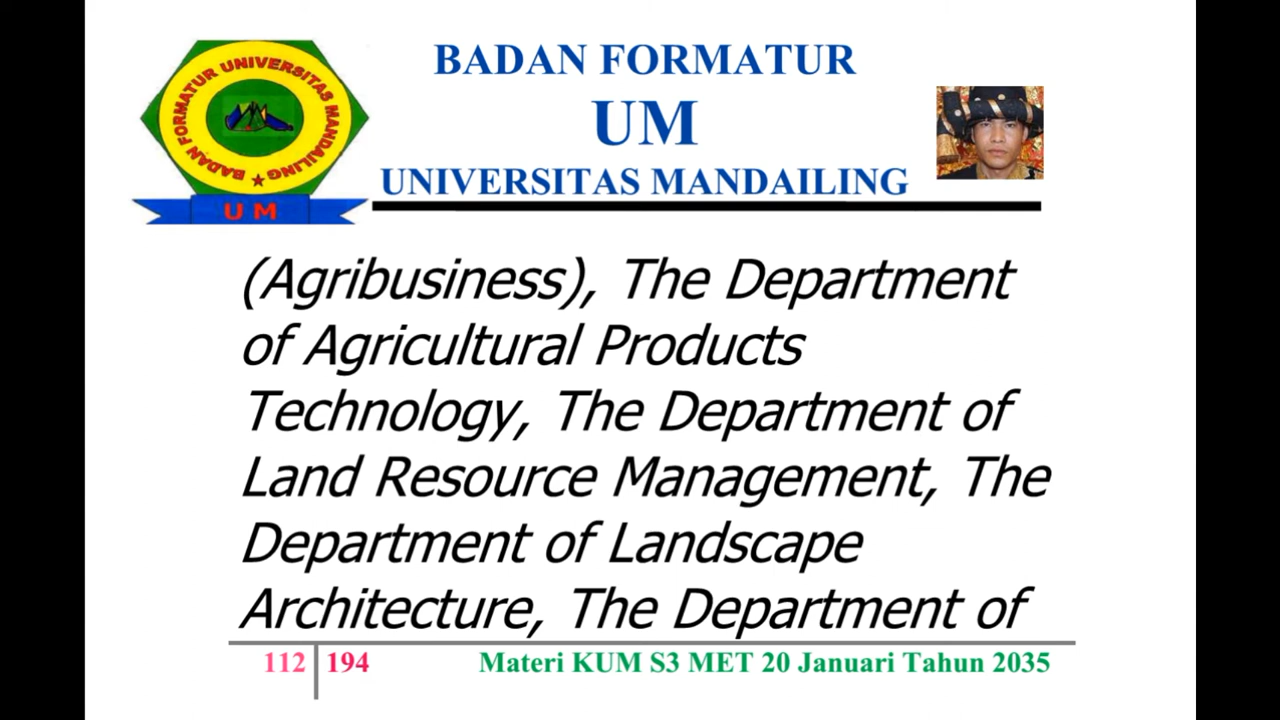 BADAN FORMATUR UNIVERSITAS MANDAILING
UM
BADAN FORMATUR
UM
UNIVERSITAS MANDAILING
(Agribusiness), The Department
of Agricultural Products
Technology, The Department of
Land Resource Management, The
Department of Landscape
Architecture, The Department of
112 194 Materi KUM S3 MET 20 Januari Tahun 2035